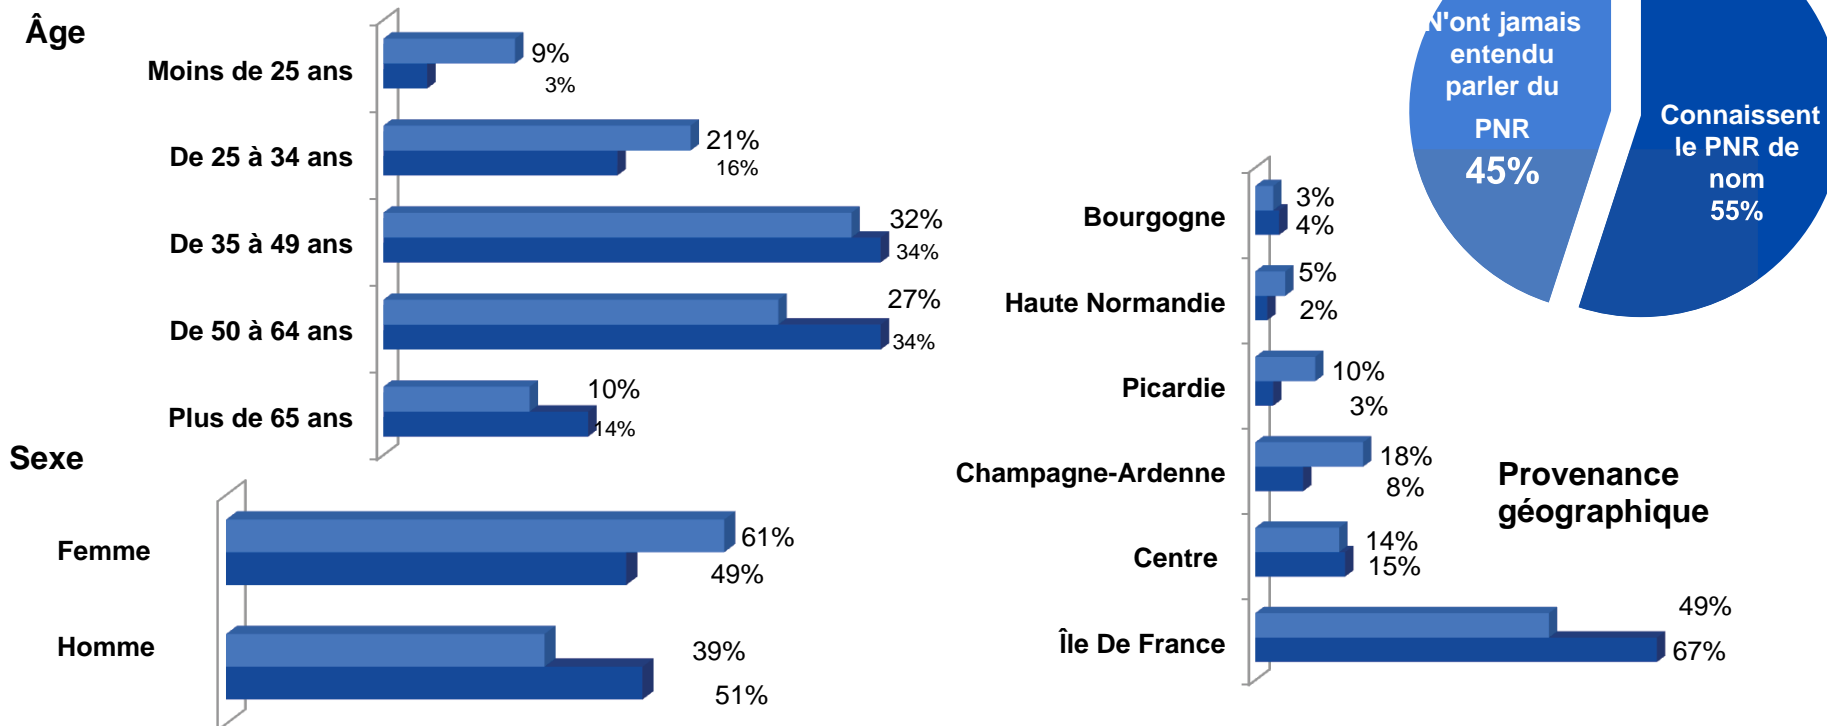 Âge
Moins de 25 ans
9%
3%
De 25 à 34 ans
21%
16%
De 35 à 49 ans
32%
34%
De 50 à 64 ans
27%
34%
Plus de 65 ans
10%
14%
Sexe
Femme
61%
49%
Homme
39%
51%
N'ont jamais
entendu
parler du
PNR
45%
Connaissent
le PNR de
nom
55%
Bourgogne
3%
4%
Haute Normandie
5%
2%
Picardie
10%
3%
Champagne-Ardenne
18%
8%
Centre
14%
15%
Île De France
49%
67%
Provenance
géographique